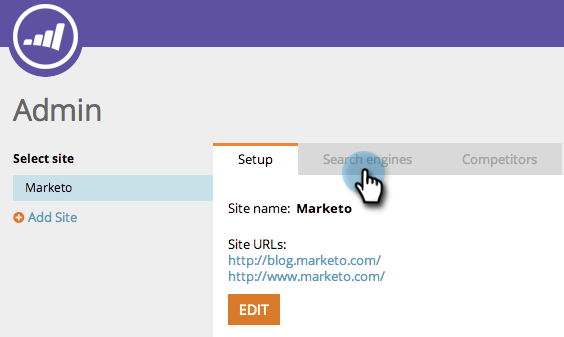 Admin
Select site
Marketo
Add Site
Setup Search engines Competitors
Site name: Marketo
Site URLs:
http://blog.marketo.com/
http://www.marketo.com/
EDIT